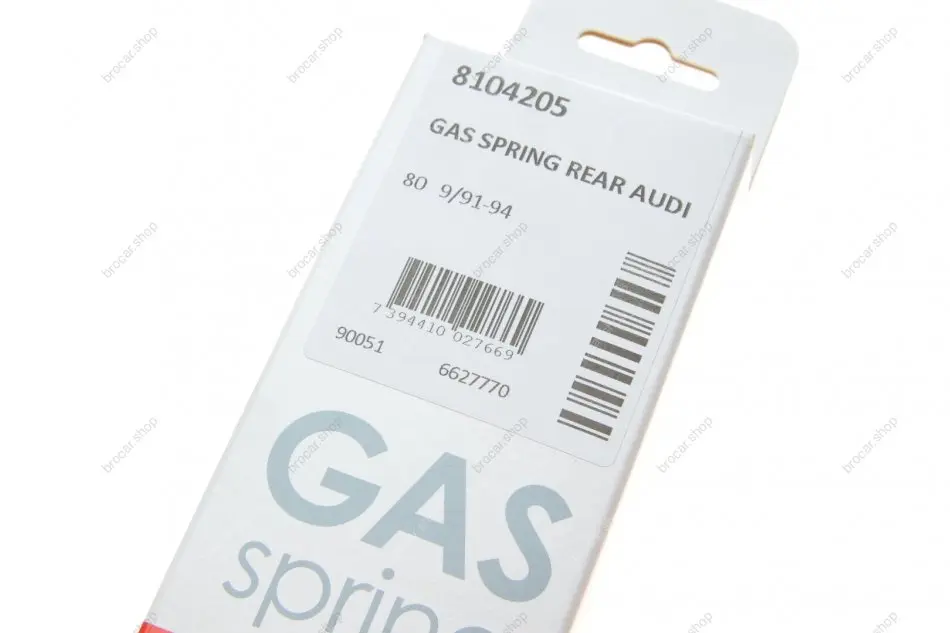 8104205
GAS SPRING REAR AUDI
80 9/91-94
7 394410 027669
90051
6627770
GAS
spring
brocar.shop